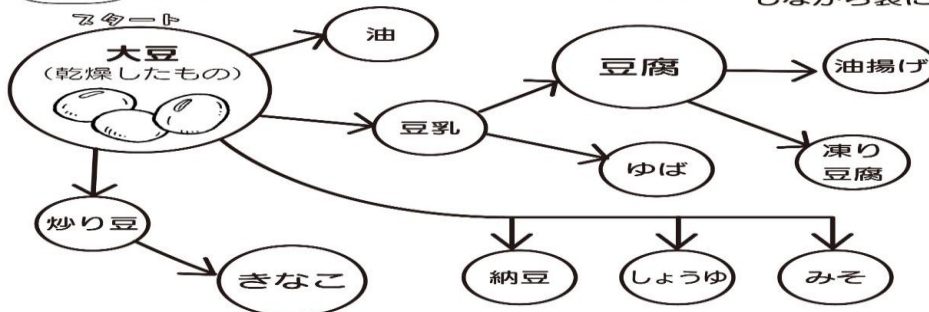 スタート
大豆
(乾燥したもの)
油
豆乳
豆腐
油揚げ
ゆば
凍り
豆腐
炒り豆
きなこ
納豆
しょうゆ
みそ